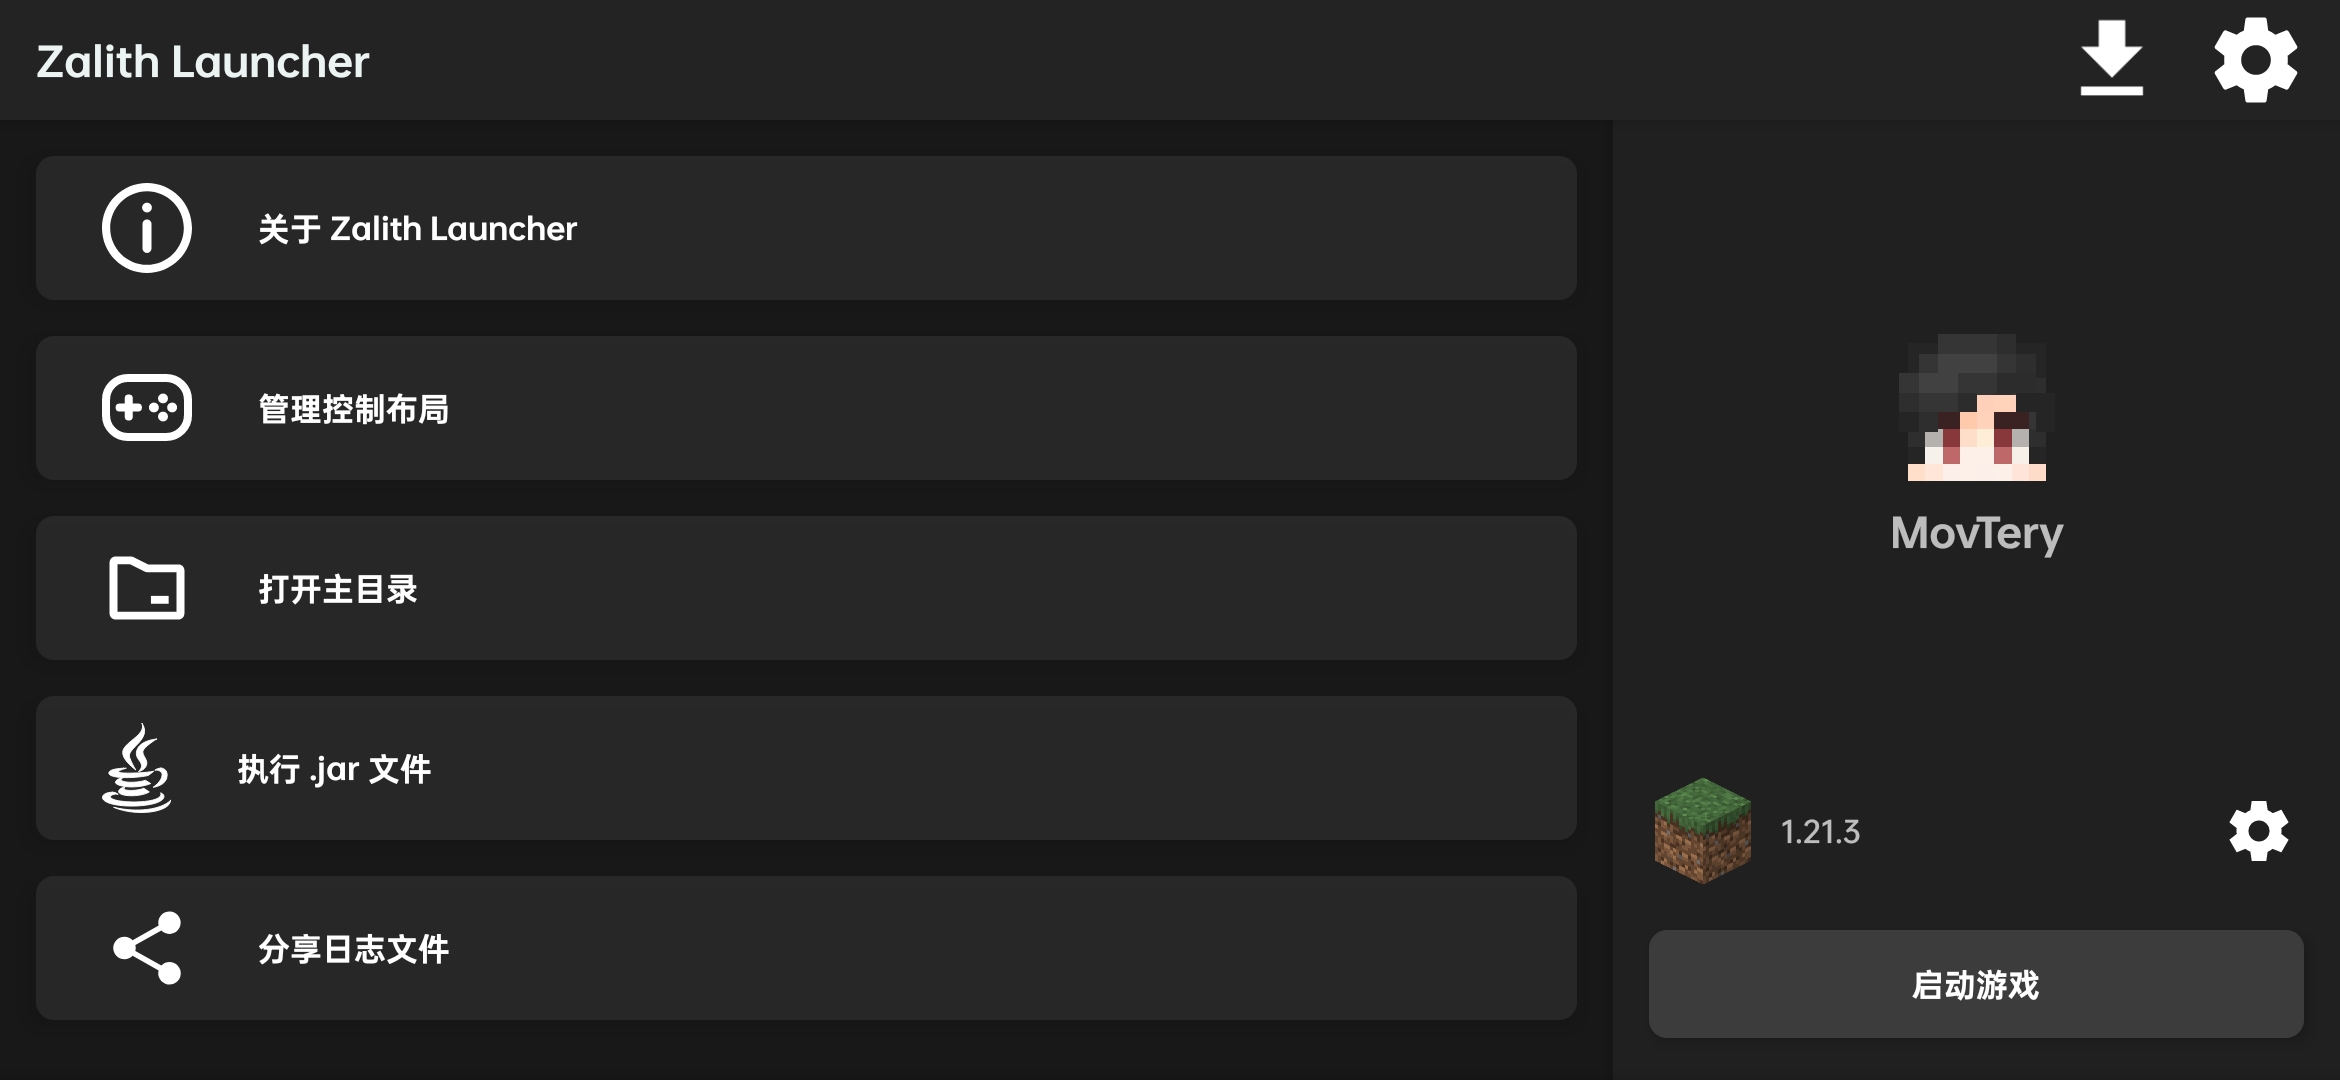 Zalith Launcher
关于 Zalith Launcher
管理控制布局
打开主目录
执行 .jar 文件
分享日志文件
MovTery
1.21.3
启动游戏